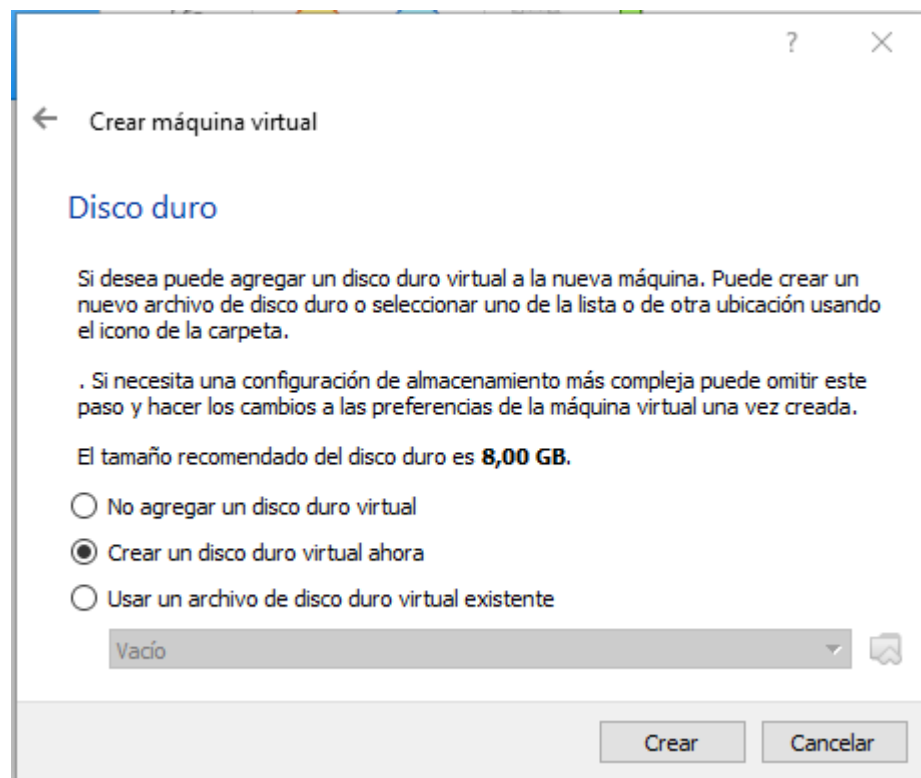 ?
Crear máquina virtual
Disco duro
Si desea puede agregar un disco duro virtual a la nueva máquina. Puede crear un
nuevo archivo de disco duro o seleccionar uno de la lista o de otra ubicación usando
el icono de la carpeta.
. Si necesita una configuración de almacenamiento más compleja puede omitir este
paso y hacer los cambios a las preferencias de la máquina virtual una vez creada.
El tamaño recomendado del disco duro es 8,00 GB.
No agregar un disco duro virtual
Crear un disco duro virtual ahora
Usar un archivo de disco duro virtual existente
Vacío
Crear Cancelar